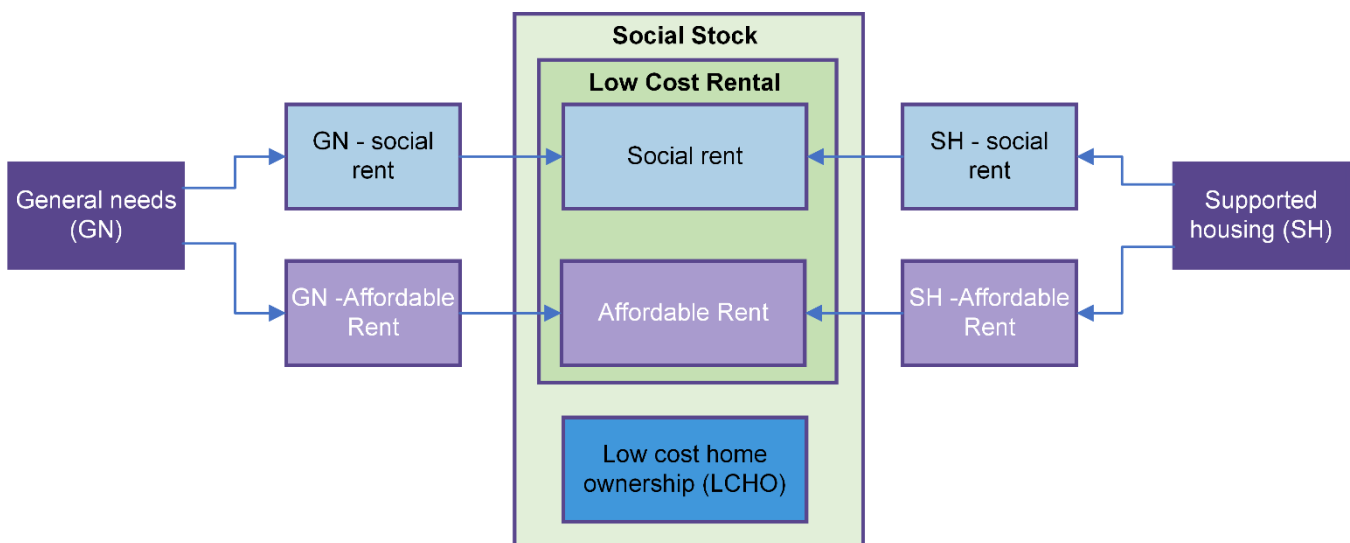 Social Stock
Low Cost Rental
General needs
(GN)
GN - social
rent
Social rent
SH - social
rent
Supported
housing (SH)
GN -Affordable
Rent
Affordable Rent
SH -Affordable
Rent
Low cost home
ownership (LCHO)